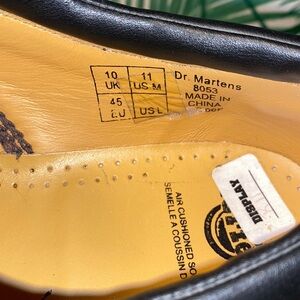 10 UK
11 US M
45 EU
US L
Dr. Martens
8053
MADE IN
CHINA
DISPLAY
AIR CUSHIONED SO
SEMELLE A COUSSIN D